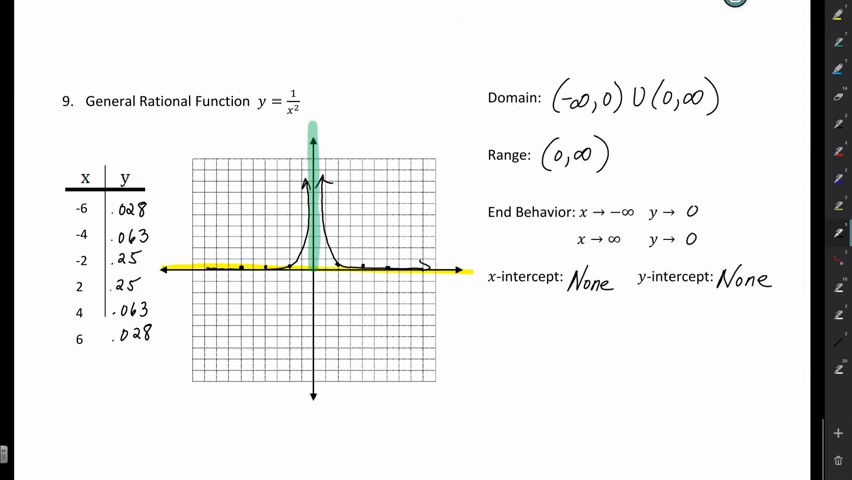 9. General Rational Function y = 1/x²
Domain: (-∞, 0) ∪ (0, ∞)
Range: (0, ∞)
x y
-6 .028
-4 .063
-2 .25
2 .25
4 .063
6 .028
End Behavior: x → −∞ y → 0
x → ∞ y → 0
x-intercept: None y-intercept: None